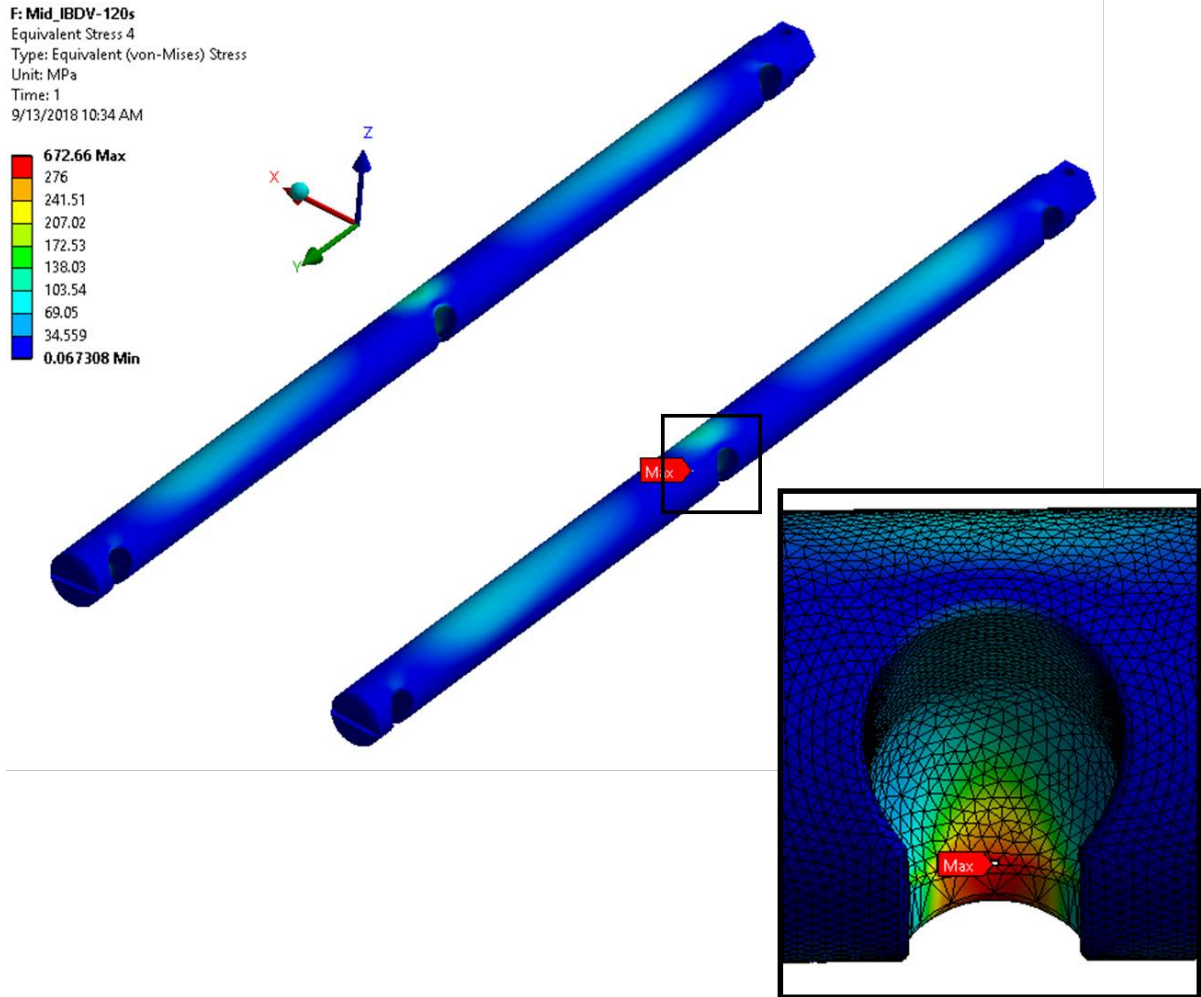 F: Mid_IBDV-120s
Equivalent Stress 4
Type: Equivalent (von-Mises) Stress
Unit: MPa
Time: 1
9/13/2018 10:34 AM
672.66 Max
276
241.51
207.02
172.53
138.03
103.54
69.05
34.559
0.067308 Min
Z
X
Y
Max
Max